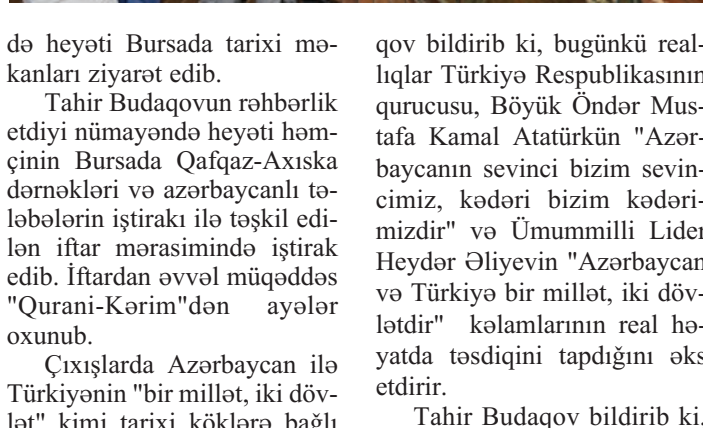 də heyəti Bursada tarixi mə-
kanları ziyarət edib.
Tahir Budaqovun rəhbərlik
etdiyi nümayəndə heyəti həm-
çinin Bursada Qafqaz-Axıska
dərnəkləri və azərbaycanlı tə-
ləbələrin iştirakı ilə təşkil edi-
lən iftar mərasimində iştirak
edib. İftardan əvvəl müqəddəs
"Qurani-Kərim"dən ayələr
oxunub.
Çıxışlarda Azərbaycan ilə
Türkiyənin "bir millət, iki döv-
lət" kimi tarixi köklərə bağlı
qov bildirib ki, bugünkü real-
lıqlar Türkiyə Respublikasının
qurucusu, Böyük Öndər Mus-
tafa Kamal Atatürkün "Azər-
baycanın sevinci bizim sevin-
cimiz, kədəri bizim kədəri-
mizdir" və Ümummilli Lider
Heydər Əliyevin "Azərbaycan
və Türkiyə bir millət, iki döv-
lətdir" kəlamlarının real hə-
yatda təsdiqini tapdığını əks
etdirir.
Tahir Budaqov bildirib ki,